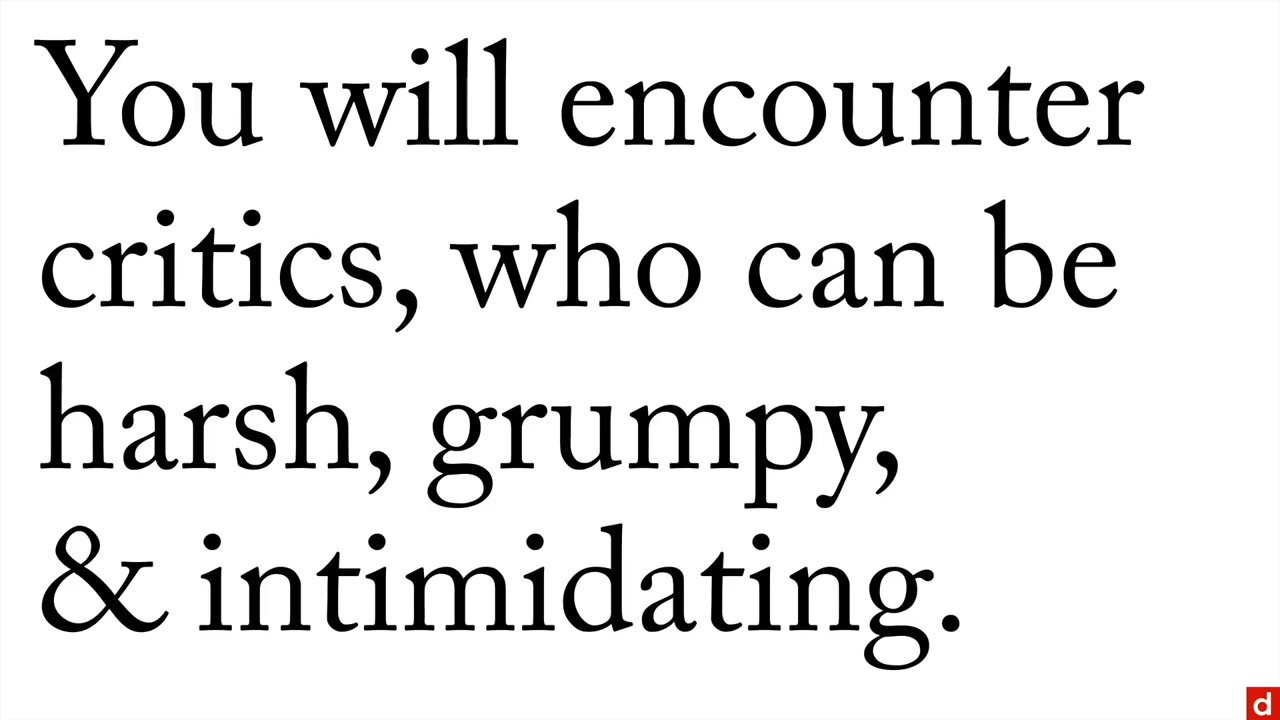 You will encounter
critics, who can be
harsh, grumpy,
& intimidating.
d